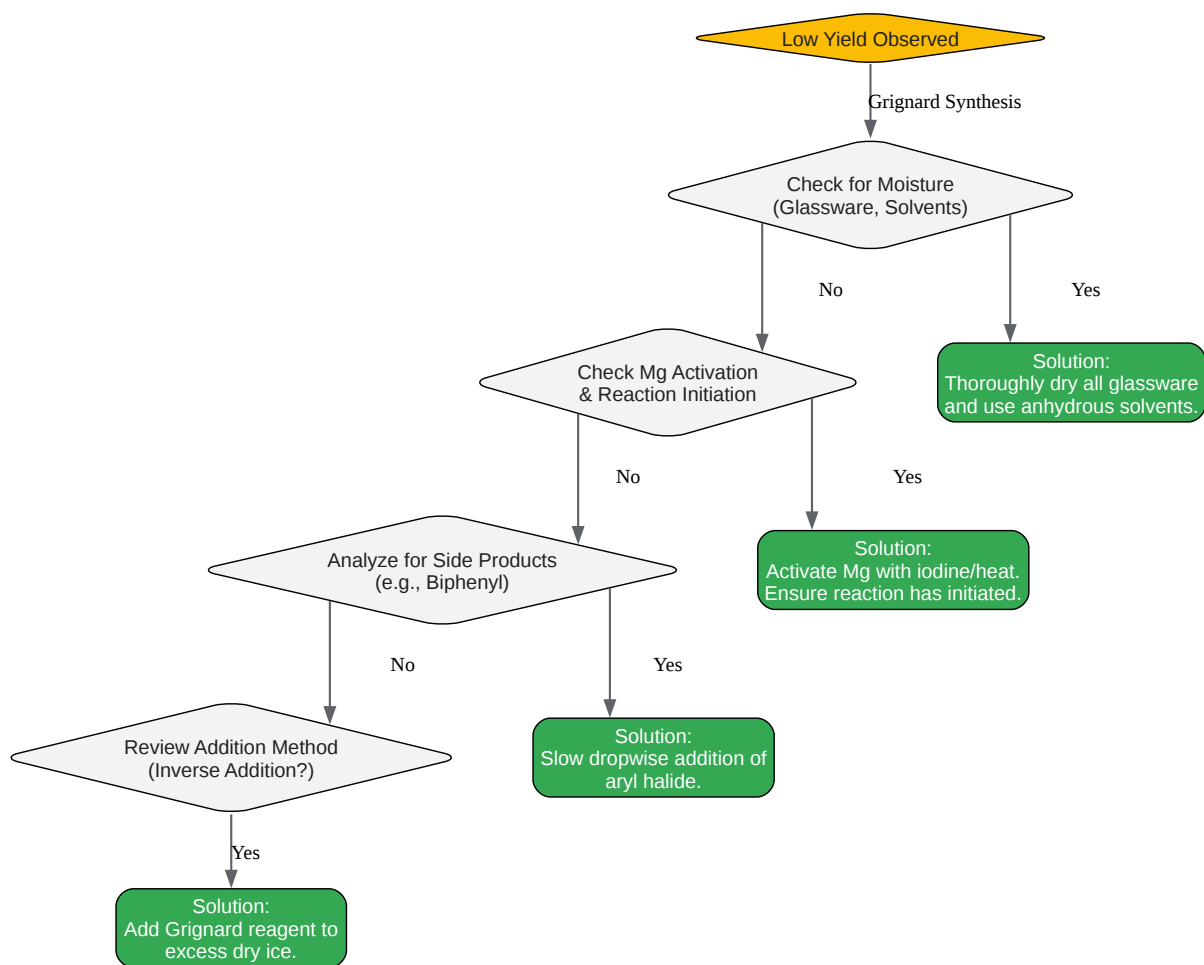 Low Yield Observed
Grignard Synthesis
Check for Moisture
(Glassware, Solvents)
No
Yes
Solution:
Thoroughly dry all glassware
and use anhydrous solvents.
Check Mg Activation
& Reaction Initiation
No
Yes
Solution:
Activate Mg with iodine/heat.
Ensure reaction has initiated.
Analyze for Side Products
(e.g., Biphenyl)
No
Yes
Solution:
Slow dropwise addition of
aryl halide.
Review Addition Method
(Inverse Addition?)
Yes
Solution:
Add Grignard reagent to
excess dry ice.